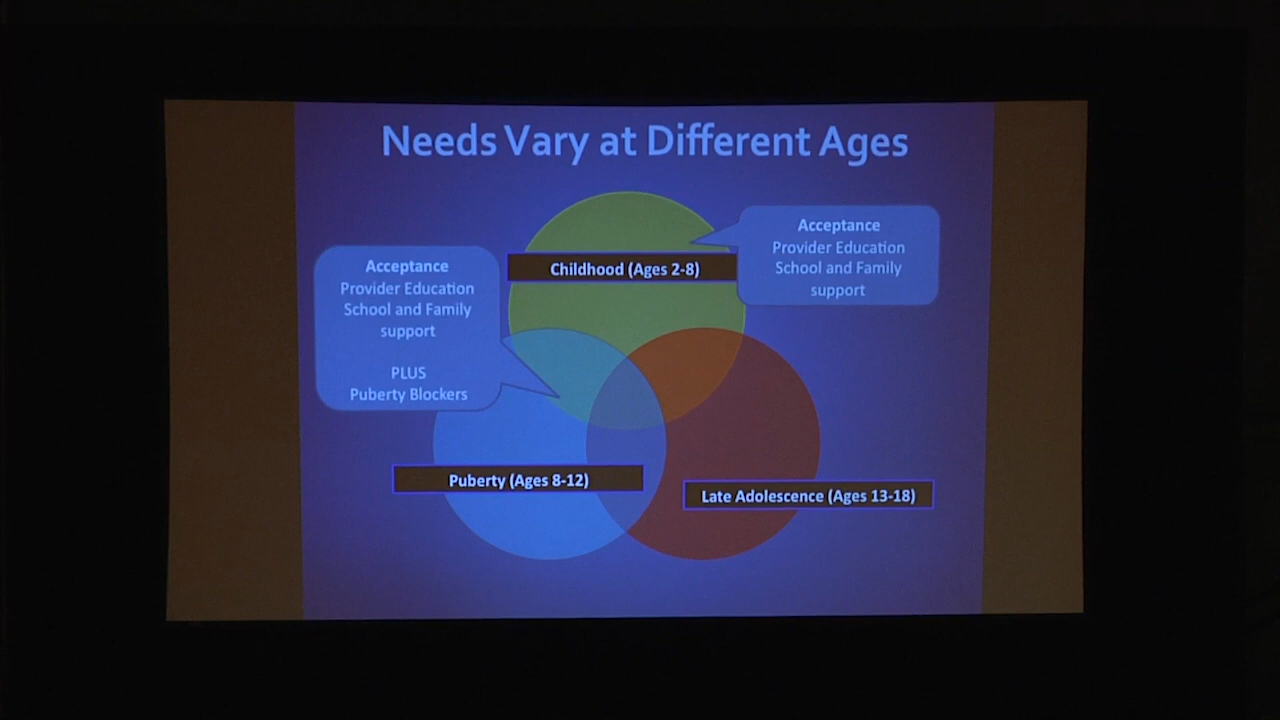 Needs Vary at Different Ages
Acceptance
Provider Education
School and Family
support
Childhood (Ages 2-8)
Acceptance
Provider Education
School and Family
support
PLUS
Puberty Blockers
Puberty (Ages 8-12)
Late Adolescence (Ages 13-18)